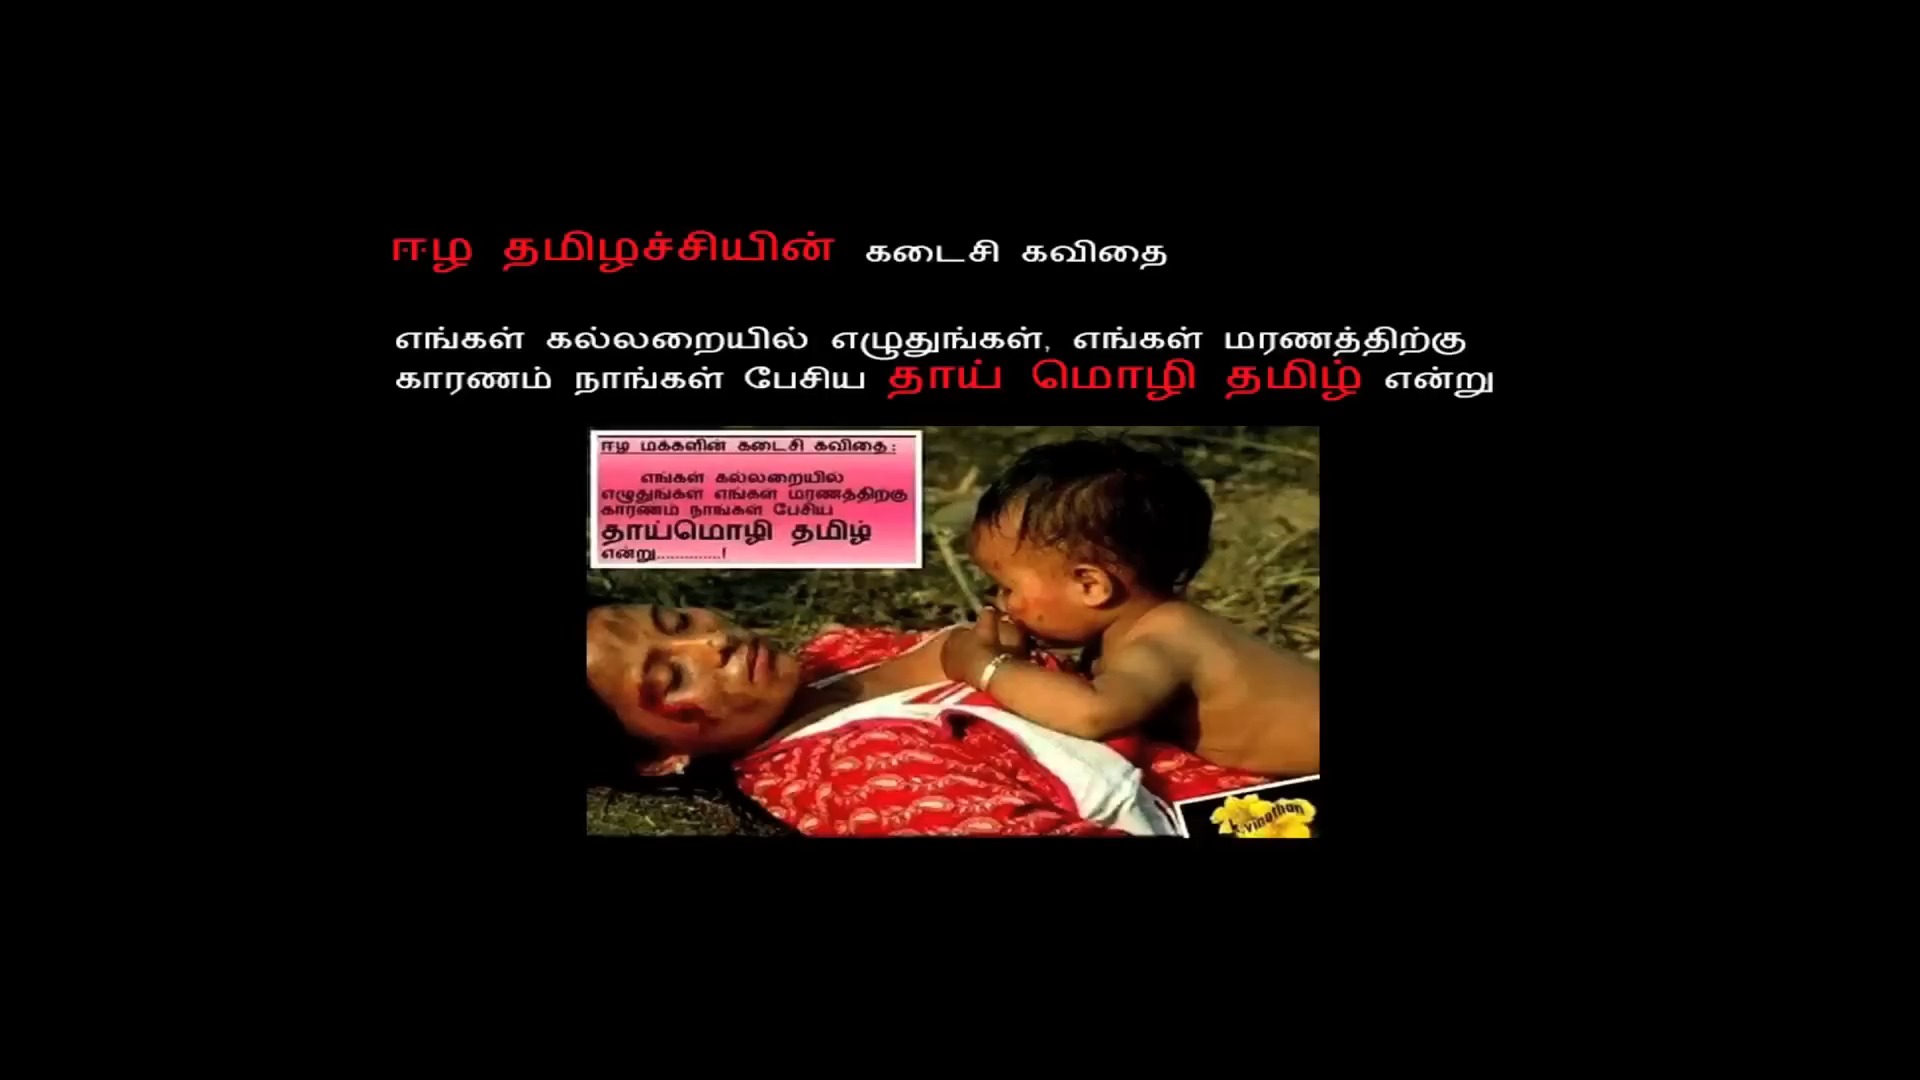 ஈழ தமிழச்சியின் கடைசி கவிதை
எங்கள் கல்லறையில் எழுதுங்கள், எங்கள் மரணத்திற்கு
காரணம் நாங்கள் பேசிய தாய் மொழி தமிழ் என்று
ஈழ மக்களின் கடைசி கவிதை:
எங்கள் கல்லறையில்
எழுதுங்கள் எங்கள் மரணத்திற்கு
காரணம் நாங்கள் பேசிய
தாய்மொழி தமிழ்
என்று.............!
k.vinothan